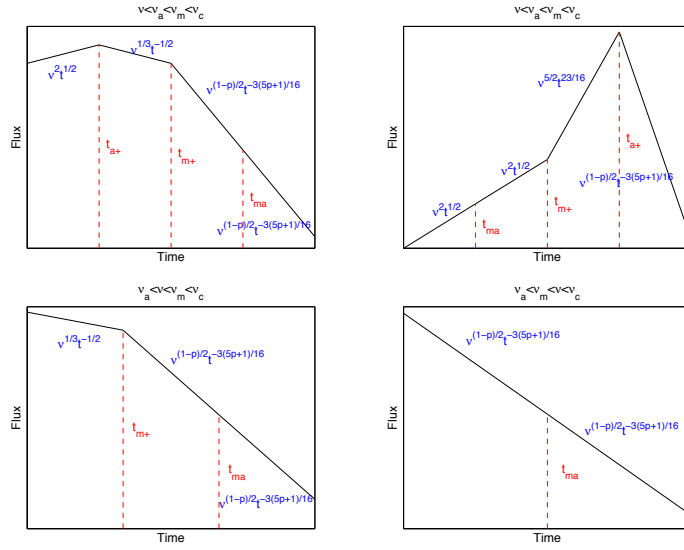 ν<ν_a<ν_m<ν_c
Flux
ν^2t^1/2
ν^1/3t^−1/2
ν^(1−p)/2t^−3(5p+1)/16
t_a+
t_m+
t_ma
ν^(1−p)/2t^−3(5p+1)/16
Time
ν<ν_a<ν_m<ν_c
Flux
ν^5/2t^23/16
ν^2t^1/2
ν^2t^1/2
ν^(1−p)/2t^−3(5p+1)/16
t_a+
t_m+
t_ma
Time
ν_a<ν<ν_m<ν_c
Flux
ν^1/3t^−1/2
ν^(1−p)/2t^−3(5p+1)/16
t_m+
t_ma
ν^(1−p)/2t^−3(5p+1)/16
Time
ν_a<ν_m<ν<ν_c
Flux
ν^(1−p)/2t^−3(5p+1)/16
ν^(1−p)/2t^−3(5p+1)/16
t_ma
Time